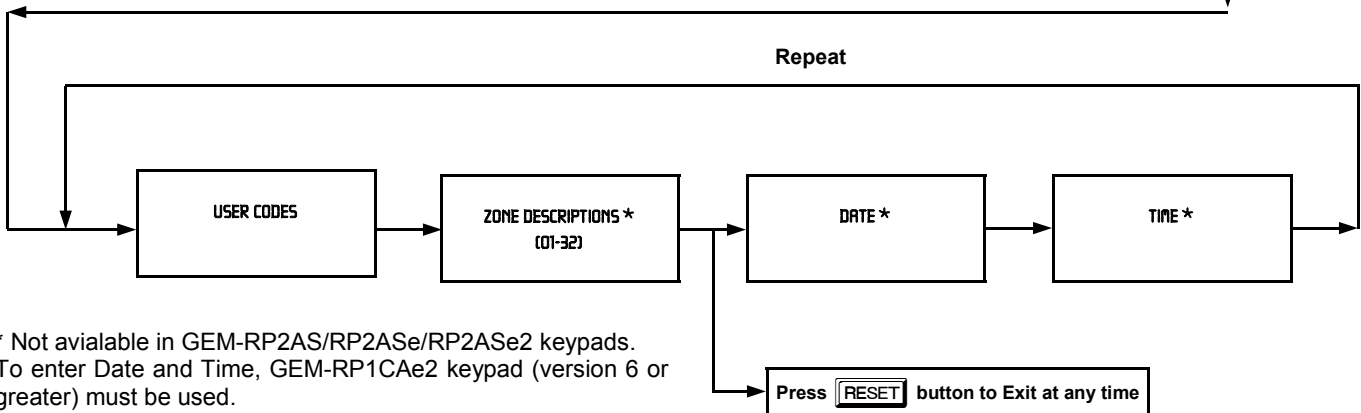 Repeat
USER CODES
ZONE DESCRIPTIONS *
(01-32)
DATE *
TIME *
* Not avialable in GEM-RP2AS/RP2ASe/RP2ASe2 keypads.
To enter Date and Time, GEM-RP1CAe2 keypad (version 6 or
greater) must be used.
Press RESET button to Exit at any time